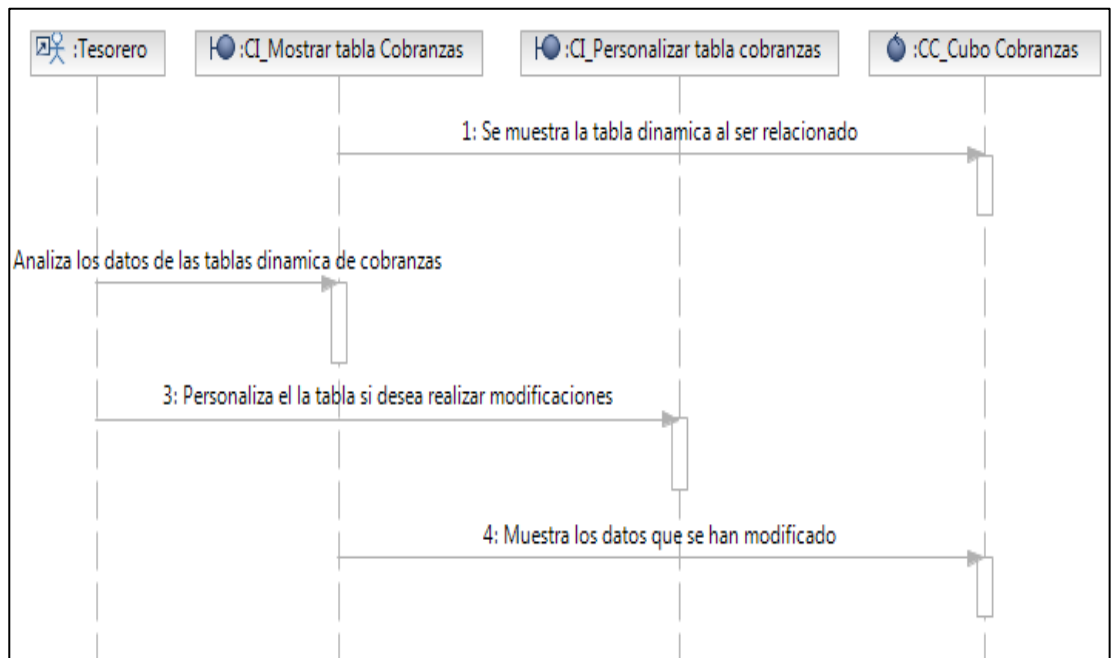 :Tesorero
:CI_Mostrar tabla Cobranzas
:CI_Personalizar tabla cobranzas
:CC_Cubo Cobranzas
1: Se muestra la tabla dinamica al ser relacionado
Analiza los datos de las tablas dinamica de cobranzas
3: Personaliza el la tabla si desea realizar modificaciones
4: Muestra los datos que se han modificado